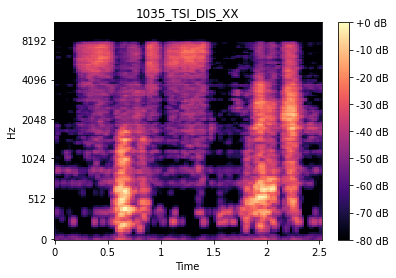 1035_TSI_DIS_XX
8192
4096
2048
1024
512
0
Hz
0
0.5
1
1.5
2
2.5
Time
+0 dB
-10 dB
-20 dB
-30 dB
-40 dB
-50 dB
-60 dB
-70 dB
-80 dB